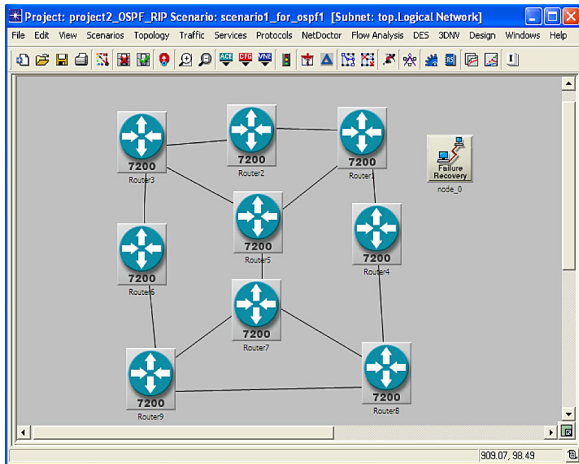 Project: project2_OSPF_RIP Scenario: scenario1_for_ospf1 [Subnet: top.Logical Network]
File Edit View Scenarios Topology Traffic Services Protocols NetDoctor Flow Analysis DES 3DNV Design Windows Help
ACE
VNE
7200
Router3
7200
Router2
7200
Router1
Failure
Recovery
node_0
7200
Router5
7200
Router4
7200
Router6
7200
Router7
7200
Router9
7200
Router8
909.07, 98.49